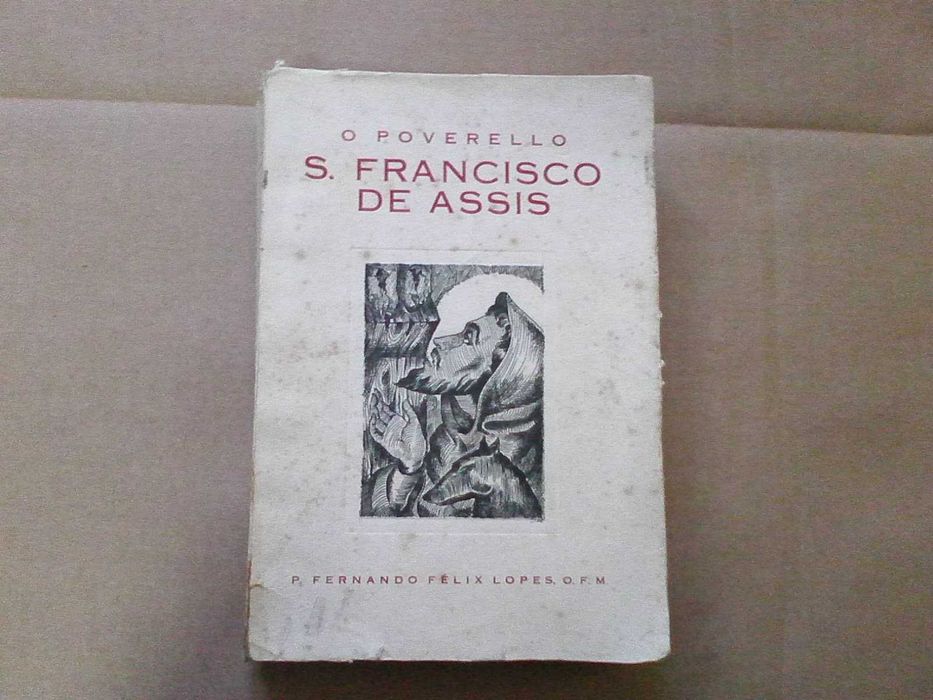 O POVERELLO
S. FRANCISCO
DE ASSIS
P. FERNANDO FÉLIX LOPES, O. F. M